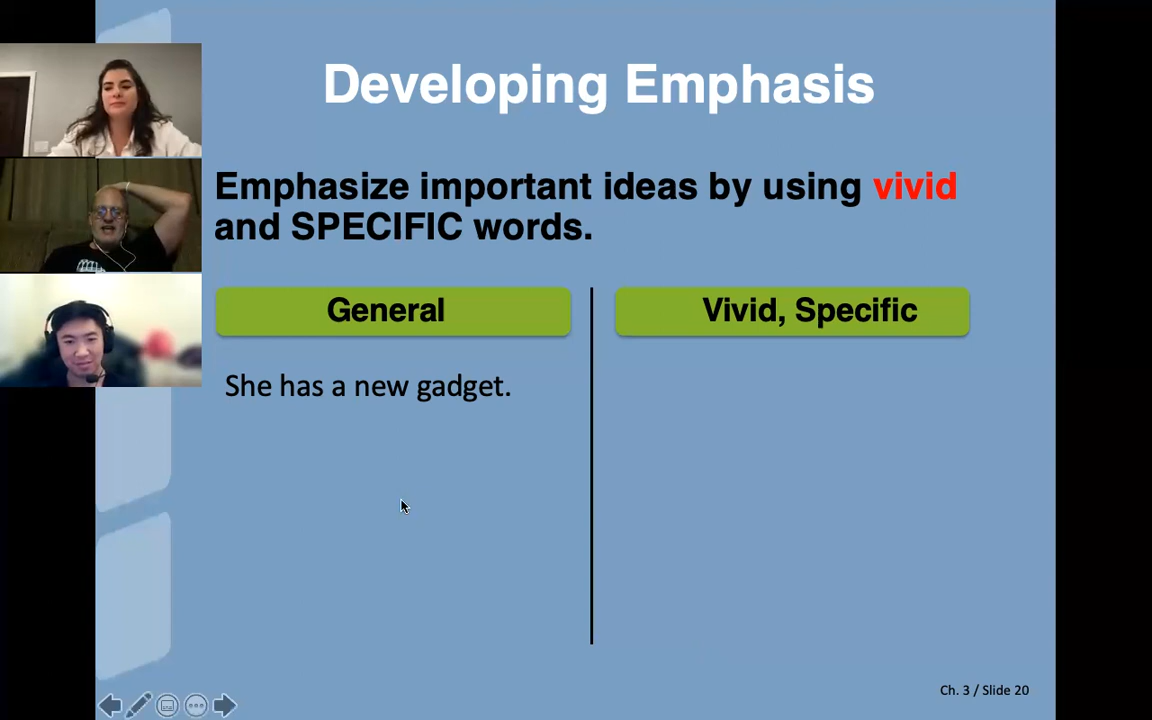 Developing Emphasis
Emphasize important ideas by using vivid
and SPECIFIC words.
General
Vivid, Specific
She has a new gadget.
Ch. 3 / Slide 20